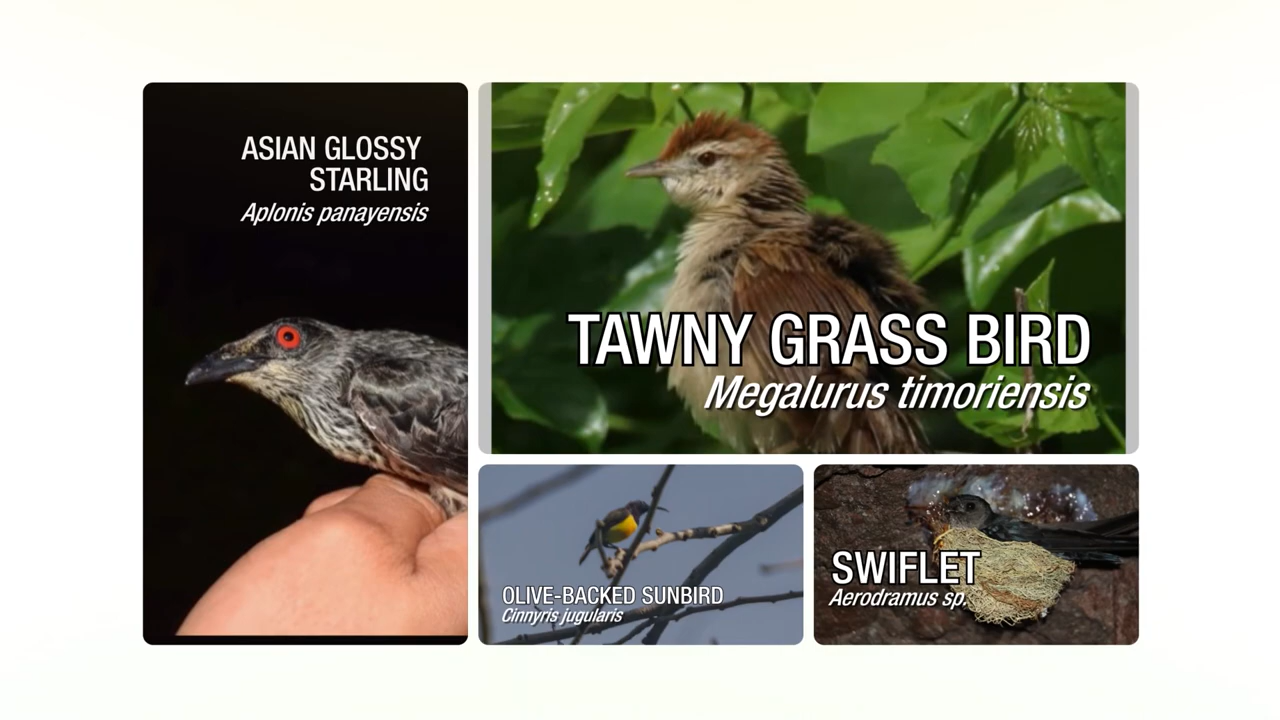 ASIAN GLOSSY
STARLING
Aplonis panayensis
TAWNY GRASS BIRD
Megalurus timoriensis
OLIVE-BACKED SUNBIRD
Cinnyris jugularis
SWIFLET
Aerodramus sp.